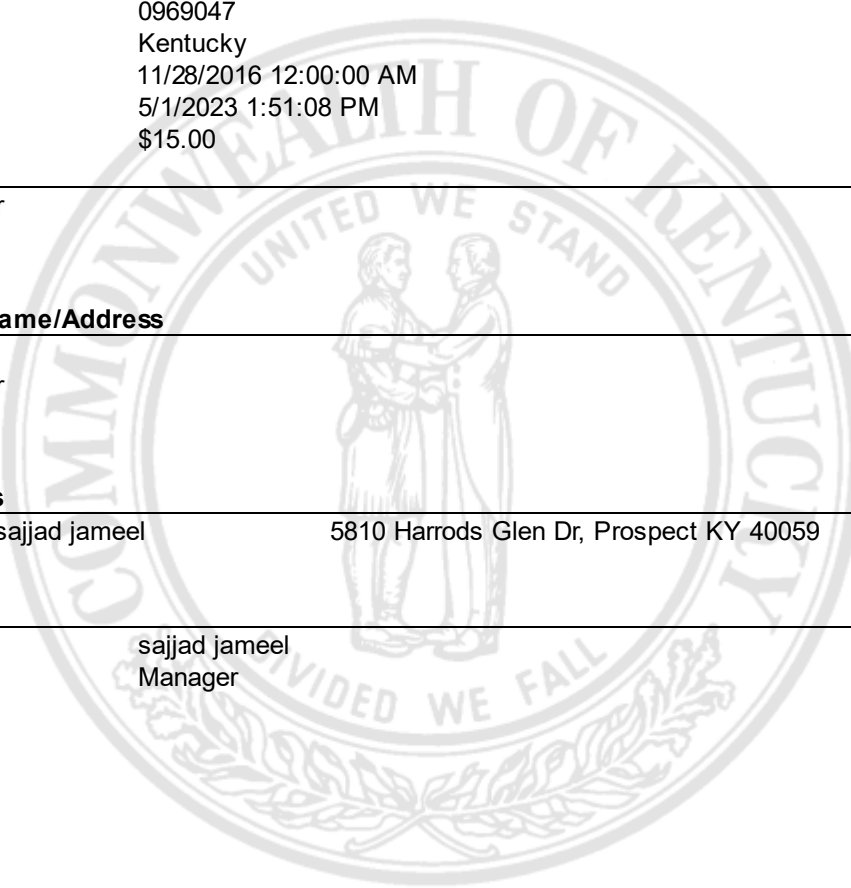 0969047
Kentucky
11/28/2016 12:00:00 AM
5/1/2023 1:51:08 PM
$15.00
r
ame/Address
r
s
sajjad jameel 5810 Harrods Glen Dr, Prospect KY 40059
sajjad jameel
Manager
COMMONWEALTH OF KENTUCKY
UNITED WE STAND
DIVIDED WE FALL